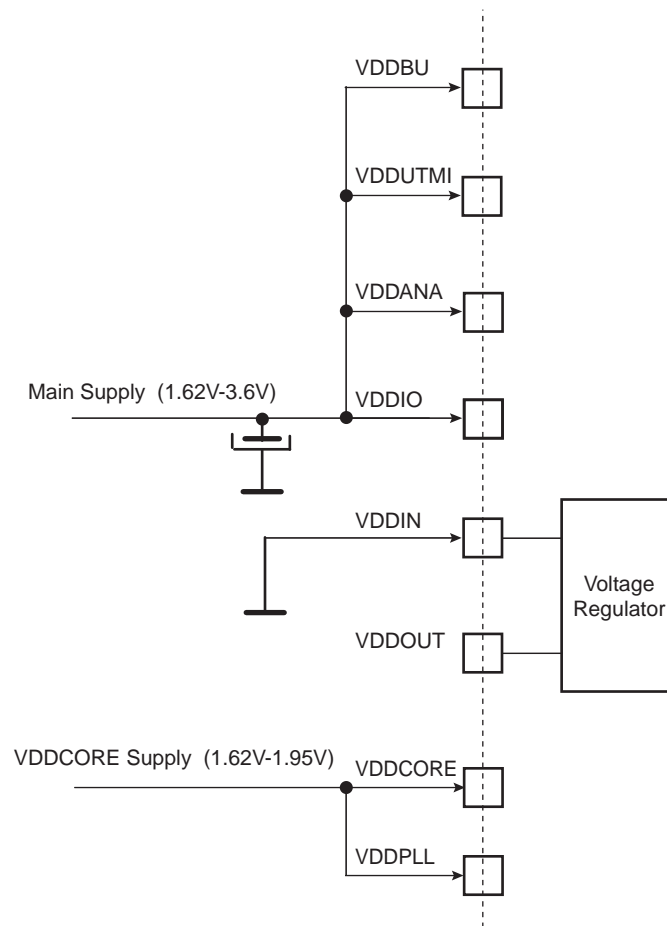 VDDBU
VDDUTMI
VDDANA
Main Supply (1.62V-3.6V)
VDDIO
VDDIN
Voltage
Regulator
VDDOUT
VDDCORE Supply (1.62V-1.95V)
VDDCORE
VDDPLL